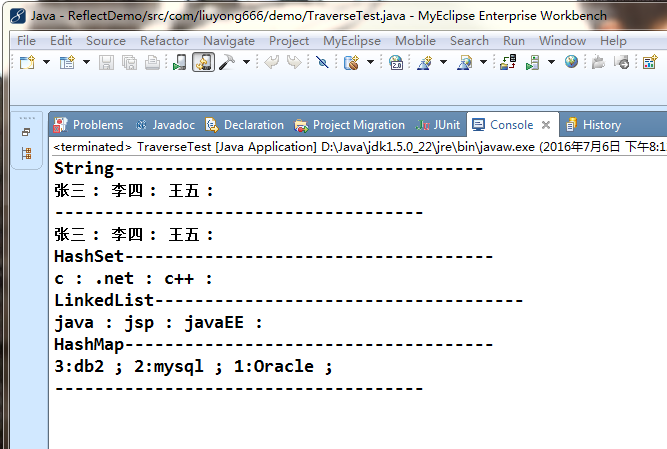 Java - ReflectDemo/src/com/liuyong666/demo/TraverseTest.java - MyEclipse Enterprise Workbench
File Edit Source Refactor Navigate Project MyEclipse Mobile Search Run Window Help
2.0
Problems Javadoc Declaration Project Migration JUnit Console History
<terminated> TraverseTest [Java Application] D:\Java\jdk1.5.0_22\jre\bin\javaw.exe (2016年7月6日 下午8:1
String-------------------------------------
张三 : 李四 : 王五 :
-------------------------------------
张三 : 李四 : 王五 :
HashSet----------------------------------
c : .net : c++ :
LinkedList-------------------------------------
java : jsp : javaEE :
HashMap-------------------------------------
3:db2 ; 2:mysql ; 1:Oracle ;
-------------------------------------